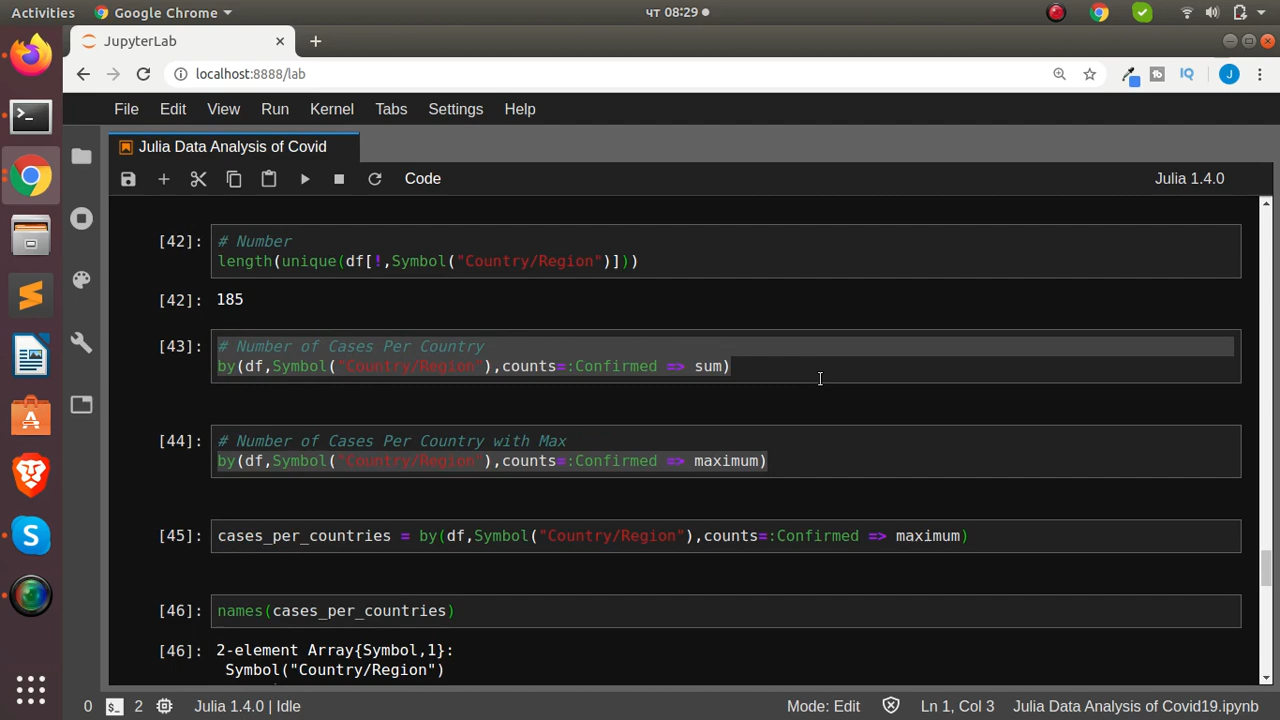 Activities
Google Chrome
чт 08:29
JupyterLab
localhost:8888/lab
IQ
J
File Edit View Run Kernel Tabs Settings Help
Julia Data Analysis of Covid
Code
Julia 1.4.0
[42]: # Number
length(unique(df[!,Symbol("Country/Region")]))
[42]: 185
[43]: # Number of Cases Per Country
by(df,Symbol("Country/Region"),counts=:Confirmed => sum)
[44]: # Number of Cases Per Country with Max
by(df,Symbol("Country/Region"),counts=:Confirmed => maximum)
[45]: cases_per_countries = by(df,Symbol("Country/Region"),counts=:Confirmed => maximum)
[46]: names(cases_per_countries)
[46]: 2-element Array{Symbol,1}:
Symbol("Country/Region")
0 2 Julia 1.4.0 | Idle Mode: Edit Ln 1, Col 3 Julia Data Analysis of Covid19.ipynb